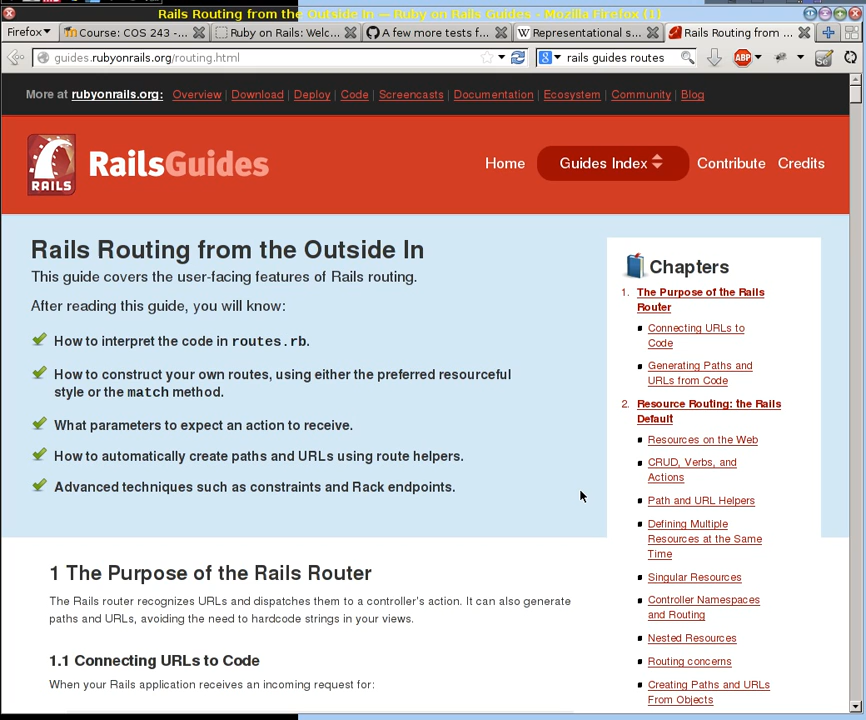 Rails Routing from the Outside In — Ruby on Rails Guides - Mozilla Firefox (1)
Firefox
Course: COS 243 -...
Ruby on Rails: Welc...
A few more tests f...
Representational s...
Rails Routing from ...
guides.rubyonrails.org/routing.html
rails guides routes
ABP
More at rubyonrails.org: Overview | Download | Deploy | Code | Screencasts | Documentation | Ecosystem | Community | Blog
RAILS
RailsGuides
Home
Guides Index
Contribute
Credits
Rails Routing from the Outside In
This guide covers the user-facing features of Rails routing.
After reading this guide, you will know:
How to interpret the code in routes.rb.
How to construct your own routes, using either the preferred resourceful
style or the match method.
What parameters to expect an action to receive.
How to automatically create paths and URLs using route helpers.
Advanced techniques such as constraints and Rack endpoints.
Chapters
1. The Purpose of the Rails
Router
Connecting URLs to
Code
Generating Paths and
URLs from Code
2. Resource Routing: the Rails
Default
Resources on the Web
CRUD, Verbs, and
Actions
Path and URL Helpers
Defining Multiple
Resources at the Same
Time
Singular Resources
Controller Namespaces
and Routing
Nested Resources
Routing concerns
Creating Paths and URLs
From Objects
1 The Purpose of the Rails Router
The Rails router recognizes URLs and dispatches them to a controller's action. It can also generate
paths and URLs, avoiding the need to hardcode strings in your views.
1.1 Connecting URLs to Code
When your Rails application receives an incoming request for: